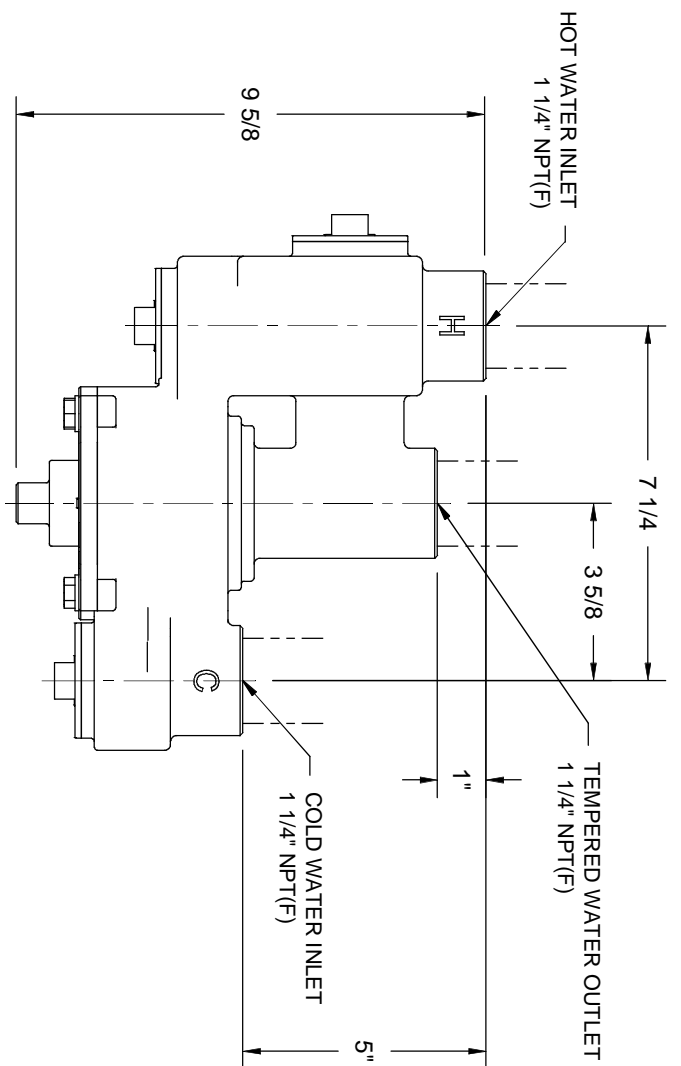 HOT WATER INLET
1 1/4" NPT(F)
9 5/8
H
7 1/4
3 5/8
TEMPERED WATER OUTLET
1 1/4" NPT(F)
1"
C
COLD WATER INLET
1 1/4" NPT(F)
5"